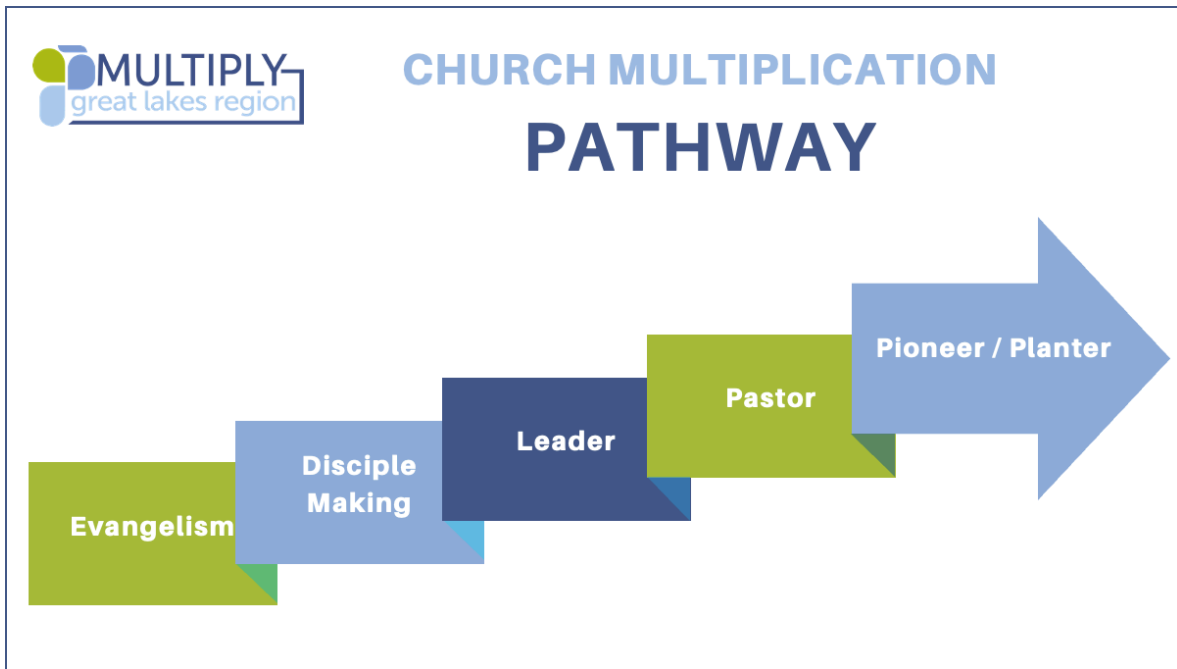 MULTIPLY
great lakes region
CHURCH MULTIPLICATION
PATHWAY
Evangelism
Disciple
Making
Leader
Pastor
Pioneer / Planter